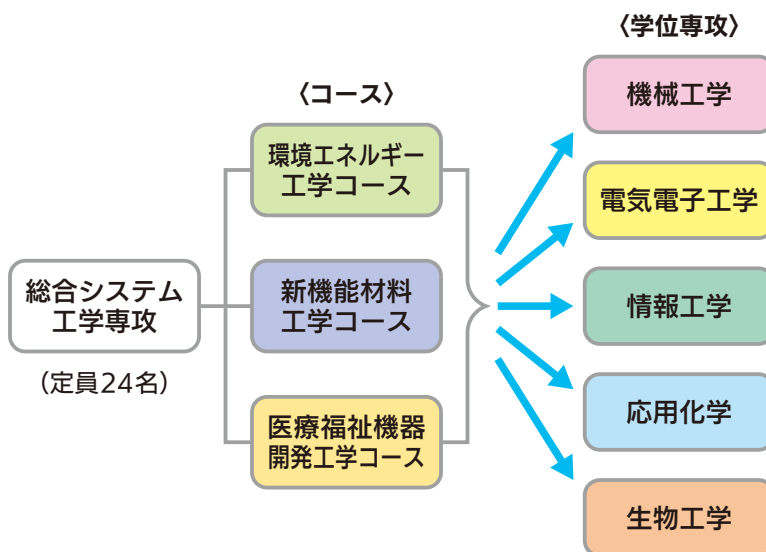 総合システム
工学専攻
（定員24名）
〈コース〉
環境エネルギー
工学コース
新機能材料
工学コース
医療福祉機器
開発工学コース
〈学位専攻〉
機械工学
電気電子工学
情報工学
応用化学
生物工学